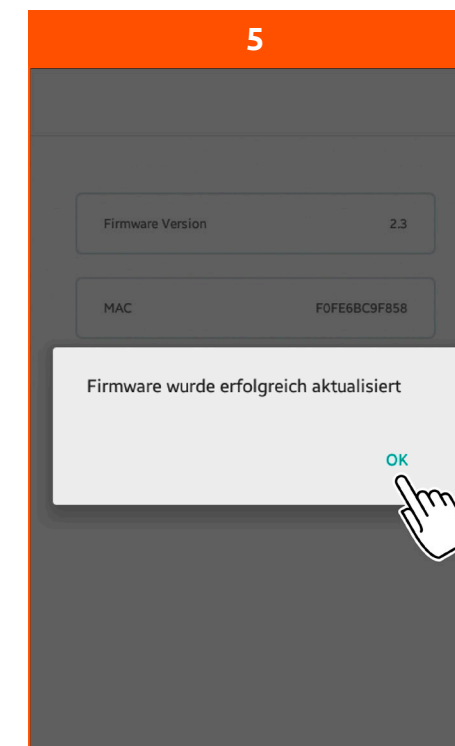 5
Firmware Version 2.3
MAC F0FE6BC9F858
Firmware wurde erfolgreich aktualisiert
OK